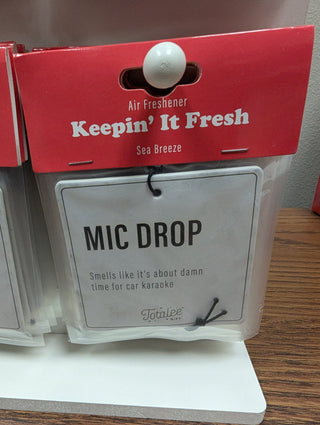 Air Freshener
Keepin' It Fresh
Sea Breeze
MIC DROP
Smells like it's about damn
time for car karaoke
TotaLee